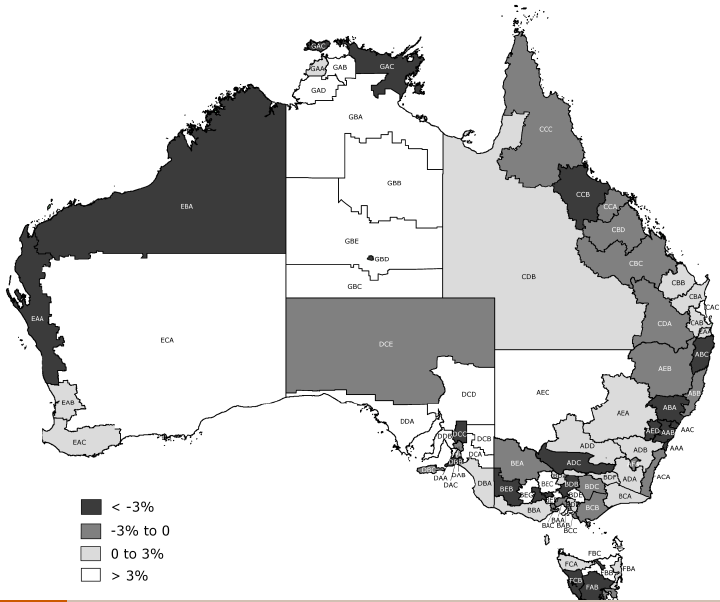 GAC
GAA GAB GAC
GAD
GBA
CCC
GBB
CCB
EBA
CCA
CBD
GBE
GBD
CBC
CDB
GBC
CBB
CBA
CAC
EAA
CDA
CAB
ECA
DCE
ABC
AEB
DCD
AEC
ABB
EAB
ABA
AEA
DDA
AED AAB AAC
EAC
DDB DCC
DCB
ADD
AAA
DCA
ADB
BEA
ADC
DAB
DAA
ADA
ACA
DAC
DBA
BEB
BEC
BDB
BDC
BDF
BDE
BCA
BBA
BCB
BAA
BAC BAB
BCC
< -3%
-3% to 0
0 to 3%
> 3%
FBC
FCA
FBB
FBA
FCB
FAB